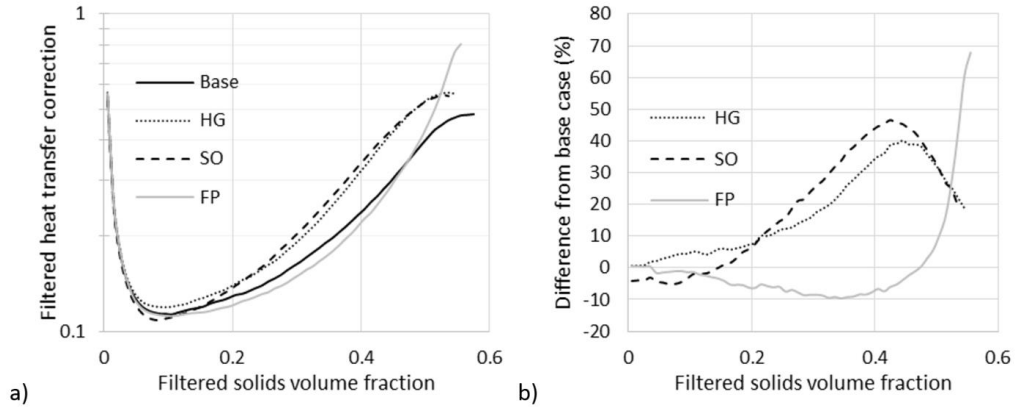 Filtered heat transfer correction
1
0.1
Base
HG
SO
FP
0
0.2
0.4
0.6
Filtered solids volume fraction
a)
Difference from base case (%)
80
70
60
50
40
30
20
10
0
-10
-20
HG
SO
FP
0
0.2
0.4
0.6
Filtered solids volume fraction
b)